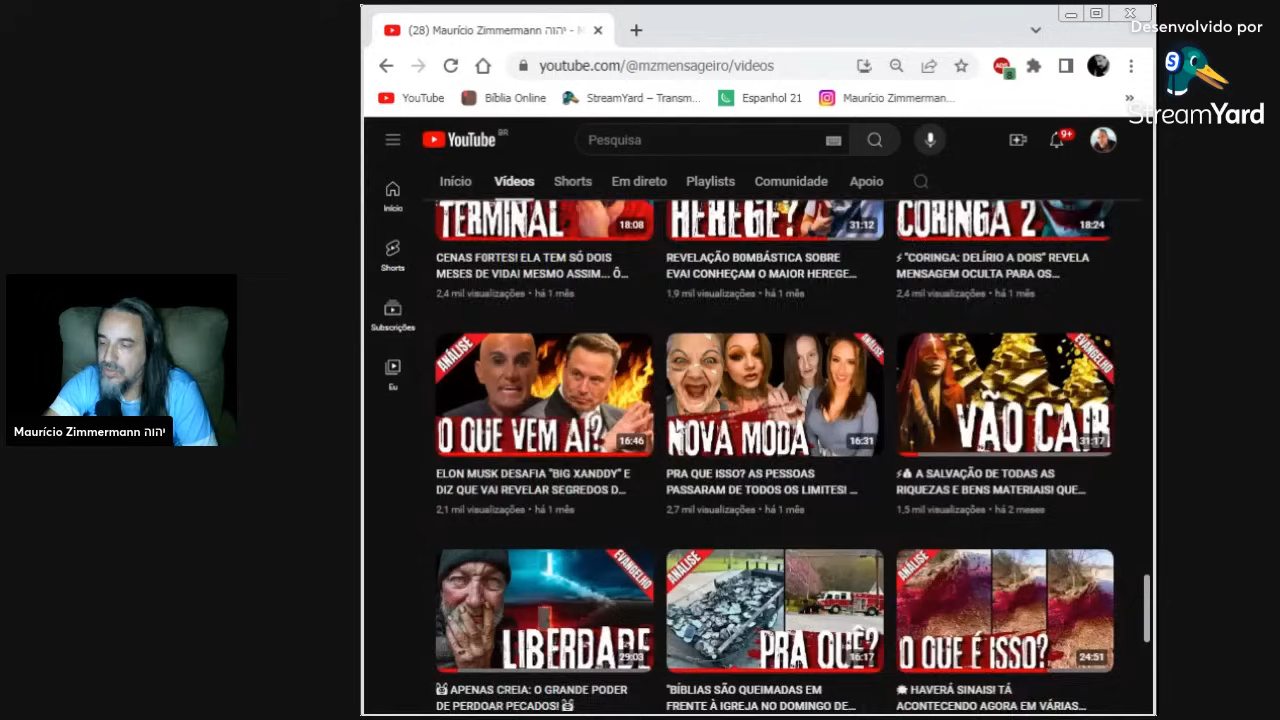 (28) Maurício Zimmermann יהוה - M
Desenvolvido por
StreamYard
youtube.com/@mzmensageiro/videos
YouTube
Bíblia Online
StreamYard – Transm...
Espanhol 21
Maurício Zimmerman...
»
YouTube BR
Pesquisa
9+
Início
Vídeos
Shorts
Em direto
Playlists
Comunidade
Apoio
Início
Shorts
Subscrições
Eu
TERMINAL
18:08
HEREGE?
31:12
CORINGA 2
18:24
CENAS F0RTES! ELA TEM SÓ DOIS
MESES DE VIDA! MESMO ASSIM... Ô...
2,4 mil visualizações • há 1 mês
REVELAÇÃO B0MBÁSTICA SOBRE
EVA! CONHEÇAM O MAIOR HEREGE...
1,9 mil visualizações • há 1 mês
⚡"CORINGA: DELÍRIO A DOIS" REVELA
MENSAGEM OCULTA PARA OS...
2,4 mil visualizações • há 1 mês
ANÁLISE
O QUE VEM AÍ?
16:46
ANÁLISE
NOVA MODA
16:31
EVANGELHO
VÃO CAIR
31:17
ELON MUSK DESAFIA "BIG XANDDY" E
DIZ QUE VAI REVELAR SEGREDOS D...
2,1 mil visualizações • há 1 mês
PRA QUE ISSO? AS PESSOAS
PASSARAM DE TODOS OS LIMITES! ...
2,7 mil visualizações • há 1 mês
⚡💰 A SALVAÇÃO DE TODAS AS
RIQUEZAS E BENS MATERIAIS! QUE...
1,5 mil visualizações • há 2 meses
EVANGELHO
LIBERDADE
29:03
ANÁLISE
PRA QUÊ?
16:17
ANÁLISE
O QUE É ISSO?
24:51
APENAS CREIA: O GRANDE PODER
DE PERDOAR PECADOS!
"BÍBLIAS SÃO QUEIMADAS EM
FRENTE À IGREJA NO DOMINGO DE...
HAVERÁ SINAIS! TÁ
ACONTECENDO AGORA EM VÁRIAS...
Maurício Zimmermann יהוה